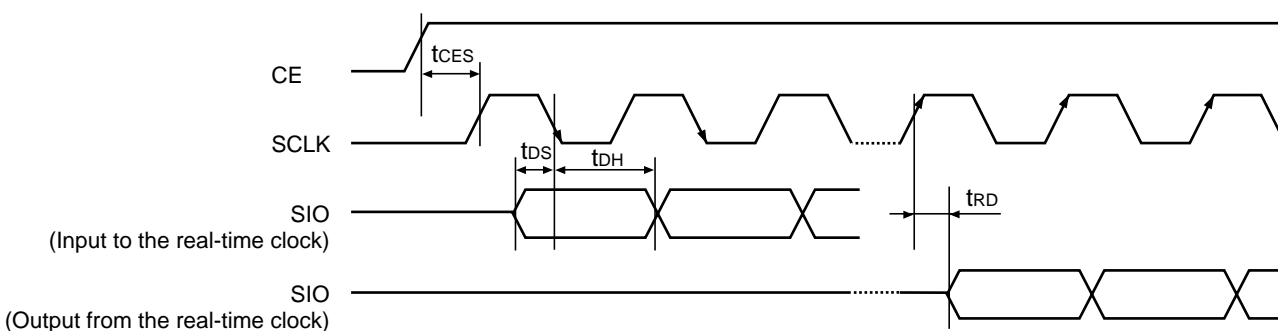 tCES
CE
SCLK
tDS
tDH
SIO
(Input to the real-time clock)
tRD
SIO
(Output from the real-time clock)